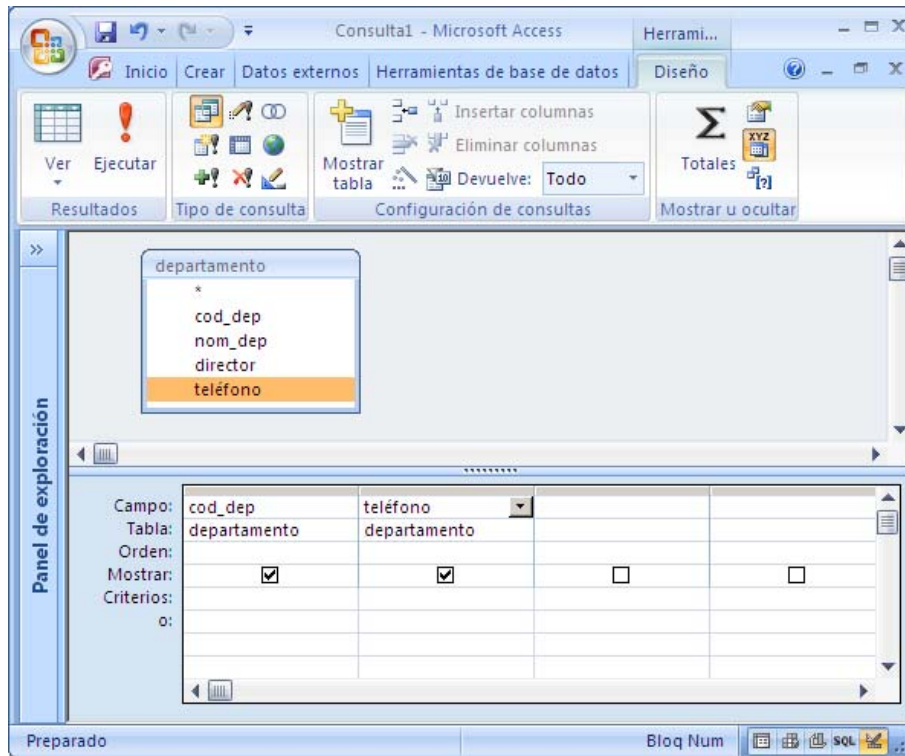 Consulta1 - Microsoft Access
Herrami...
Inicio Crear Datos externos Herramientas de base de datos Diseño
Ver
Ejecutar
Resultados
Tipo de consulta
Mostrar tabla
Insertar columnas
Eliminar columnas
Devuelve: Todo
Configuración de consultas
Σ
Totales
XYZ
[?]
Mostrar u ocultar
»
Panel de exploración
departamento
*
cod_dep
nom_dep
director
teléfono
Campo: cod_dep teléfono
Tabla: departamento departamento
Orden:
Mostrar:
Criterios:
o:
Preparado
Bloq Num
SQL